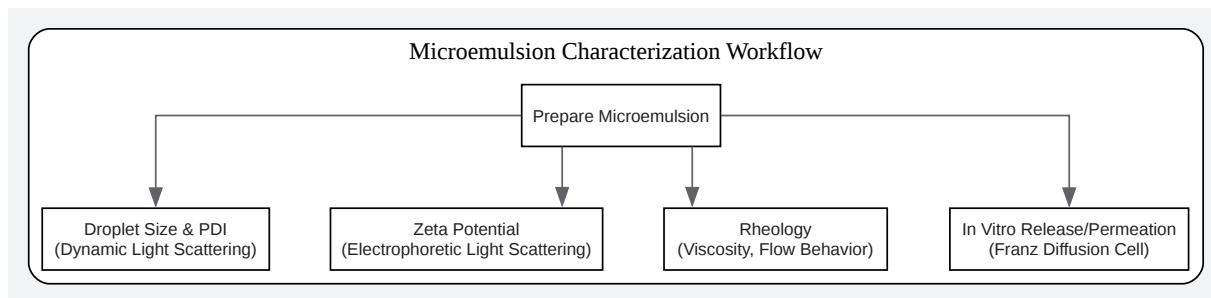 Microemulsion Characterization Workflow
Prepare Microemulsion
Droplet Size & PDI
(Dynamic Light Scattering)
Zeta Potential
(Electrophoretic Light Scattering)
Rheology
(Viscosity, Flow Behavior)
In Vitro Release/Permeation
(Franz Diffusion Cell)